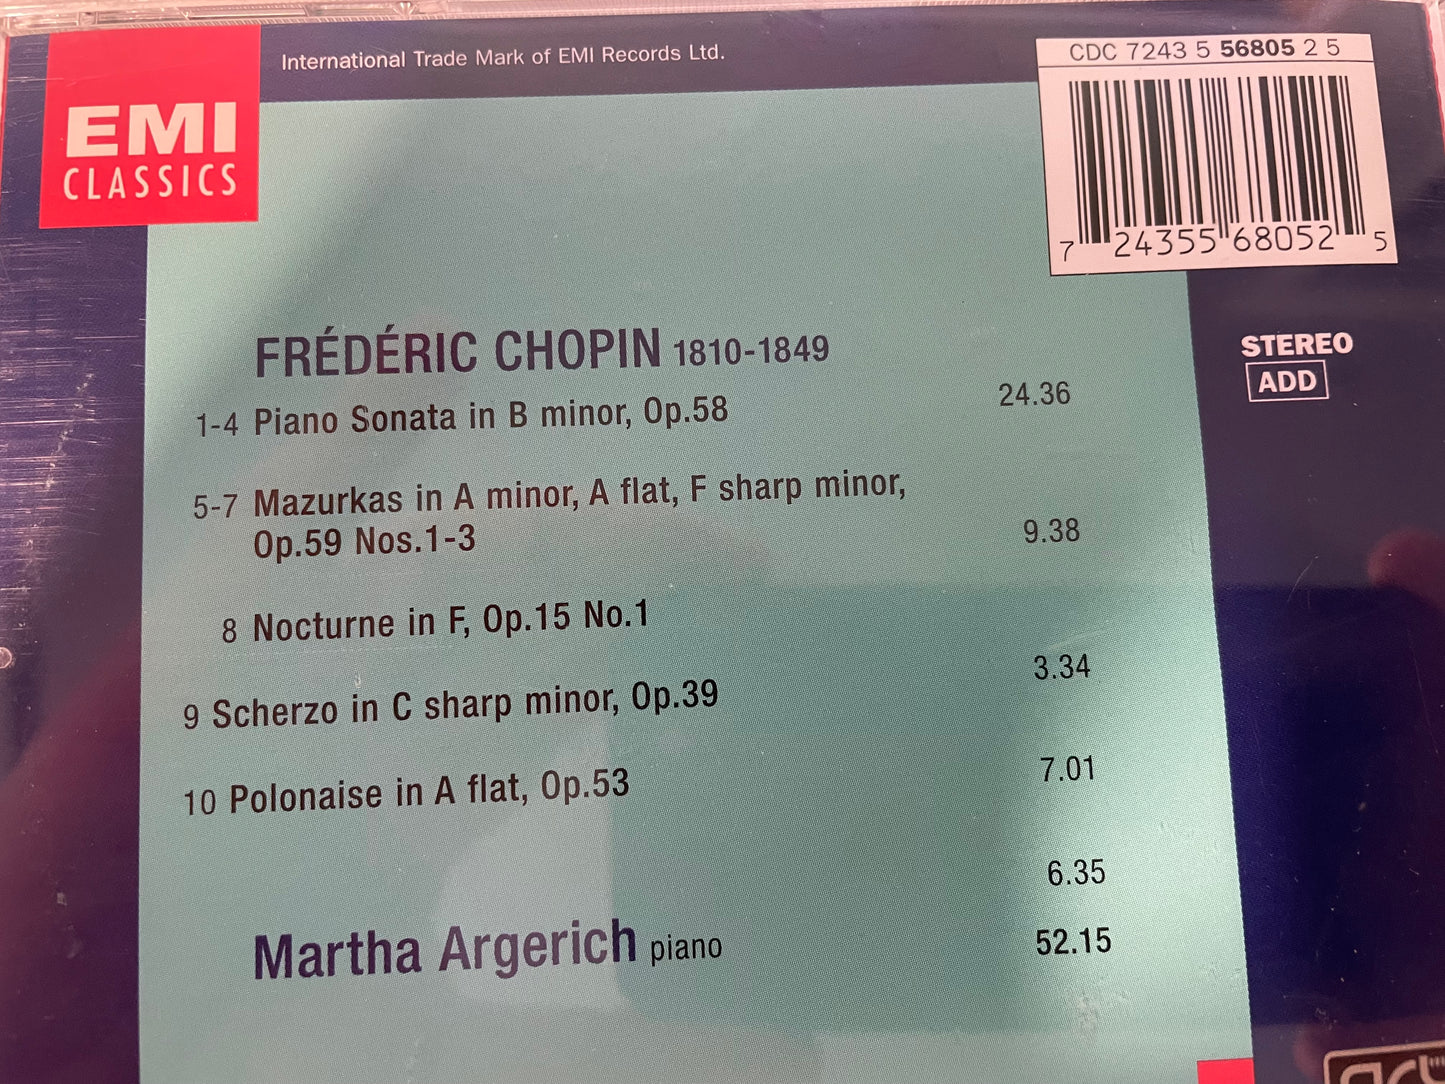 EMI
CLASSICS
International Trade Mark of EMI Records Ltd.
CDC 7243 5 56805 2 5
7 24355 68052 5
STEREO
ADD
FRÉDÉRIC CHOPIN 1810-1849
1-4 Piano Sonata in B minor, Op.58 24.36
5-7 Mazurkas in A minor, A flat, F sharp minor,
Op.59 Nos.1-3 9.38
8 Nocturne in F, Op.15 No.1 3.34
9 Scherzo in C sharp minor, Op.39 7.01
10 Polonaise in A flat, Op.53 6.35
Martha Argerich piano 52.15